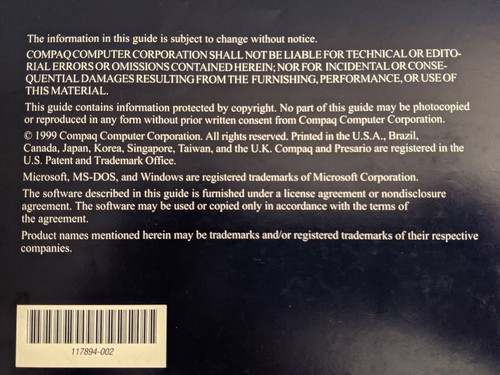 The information in this guide is subject to change without notice.
COMPAQ COMPUTER CORPORATION SHALL NOT BE LIABLE FOR TECHNICAL OR EDITO-
RIAL ERRORS OR OMISSIONS CONTAINED HEREIN; NOR FOR INCIDENTAL OR CONSE-
QUENTIAL DAMAGES RESULTING FROM THE FURNISHING, PERFORMANCE, OR USE OF
THIS MATERIAL.
This guide contains information protected by copyright. No part of this guide may be photocopied
or reproduced in any form without prior written consent from Compaq Computer Corporation.
© 1999 Compaq Computer Corporation. All rights reserved. Printed in the U.S.A., Brazil,
Canada, Japan, Korea, Singapore, Taiwan, and the U.K. Compaq and Presario are registered in the
U.S. Patent and Trademark Office.
Microsoft, MS-DOS, and Windows are registered trademarks of Microsoft Corporation.
The software described in this guide is furnished under a license agreement or nondisclosure
agreement. The software may be used or copied only in accordance with the terms of
the agreement.
Product names mentioned herein may be trademarks and/or registered trademarks of their respective
companies.
117894-002